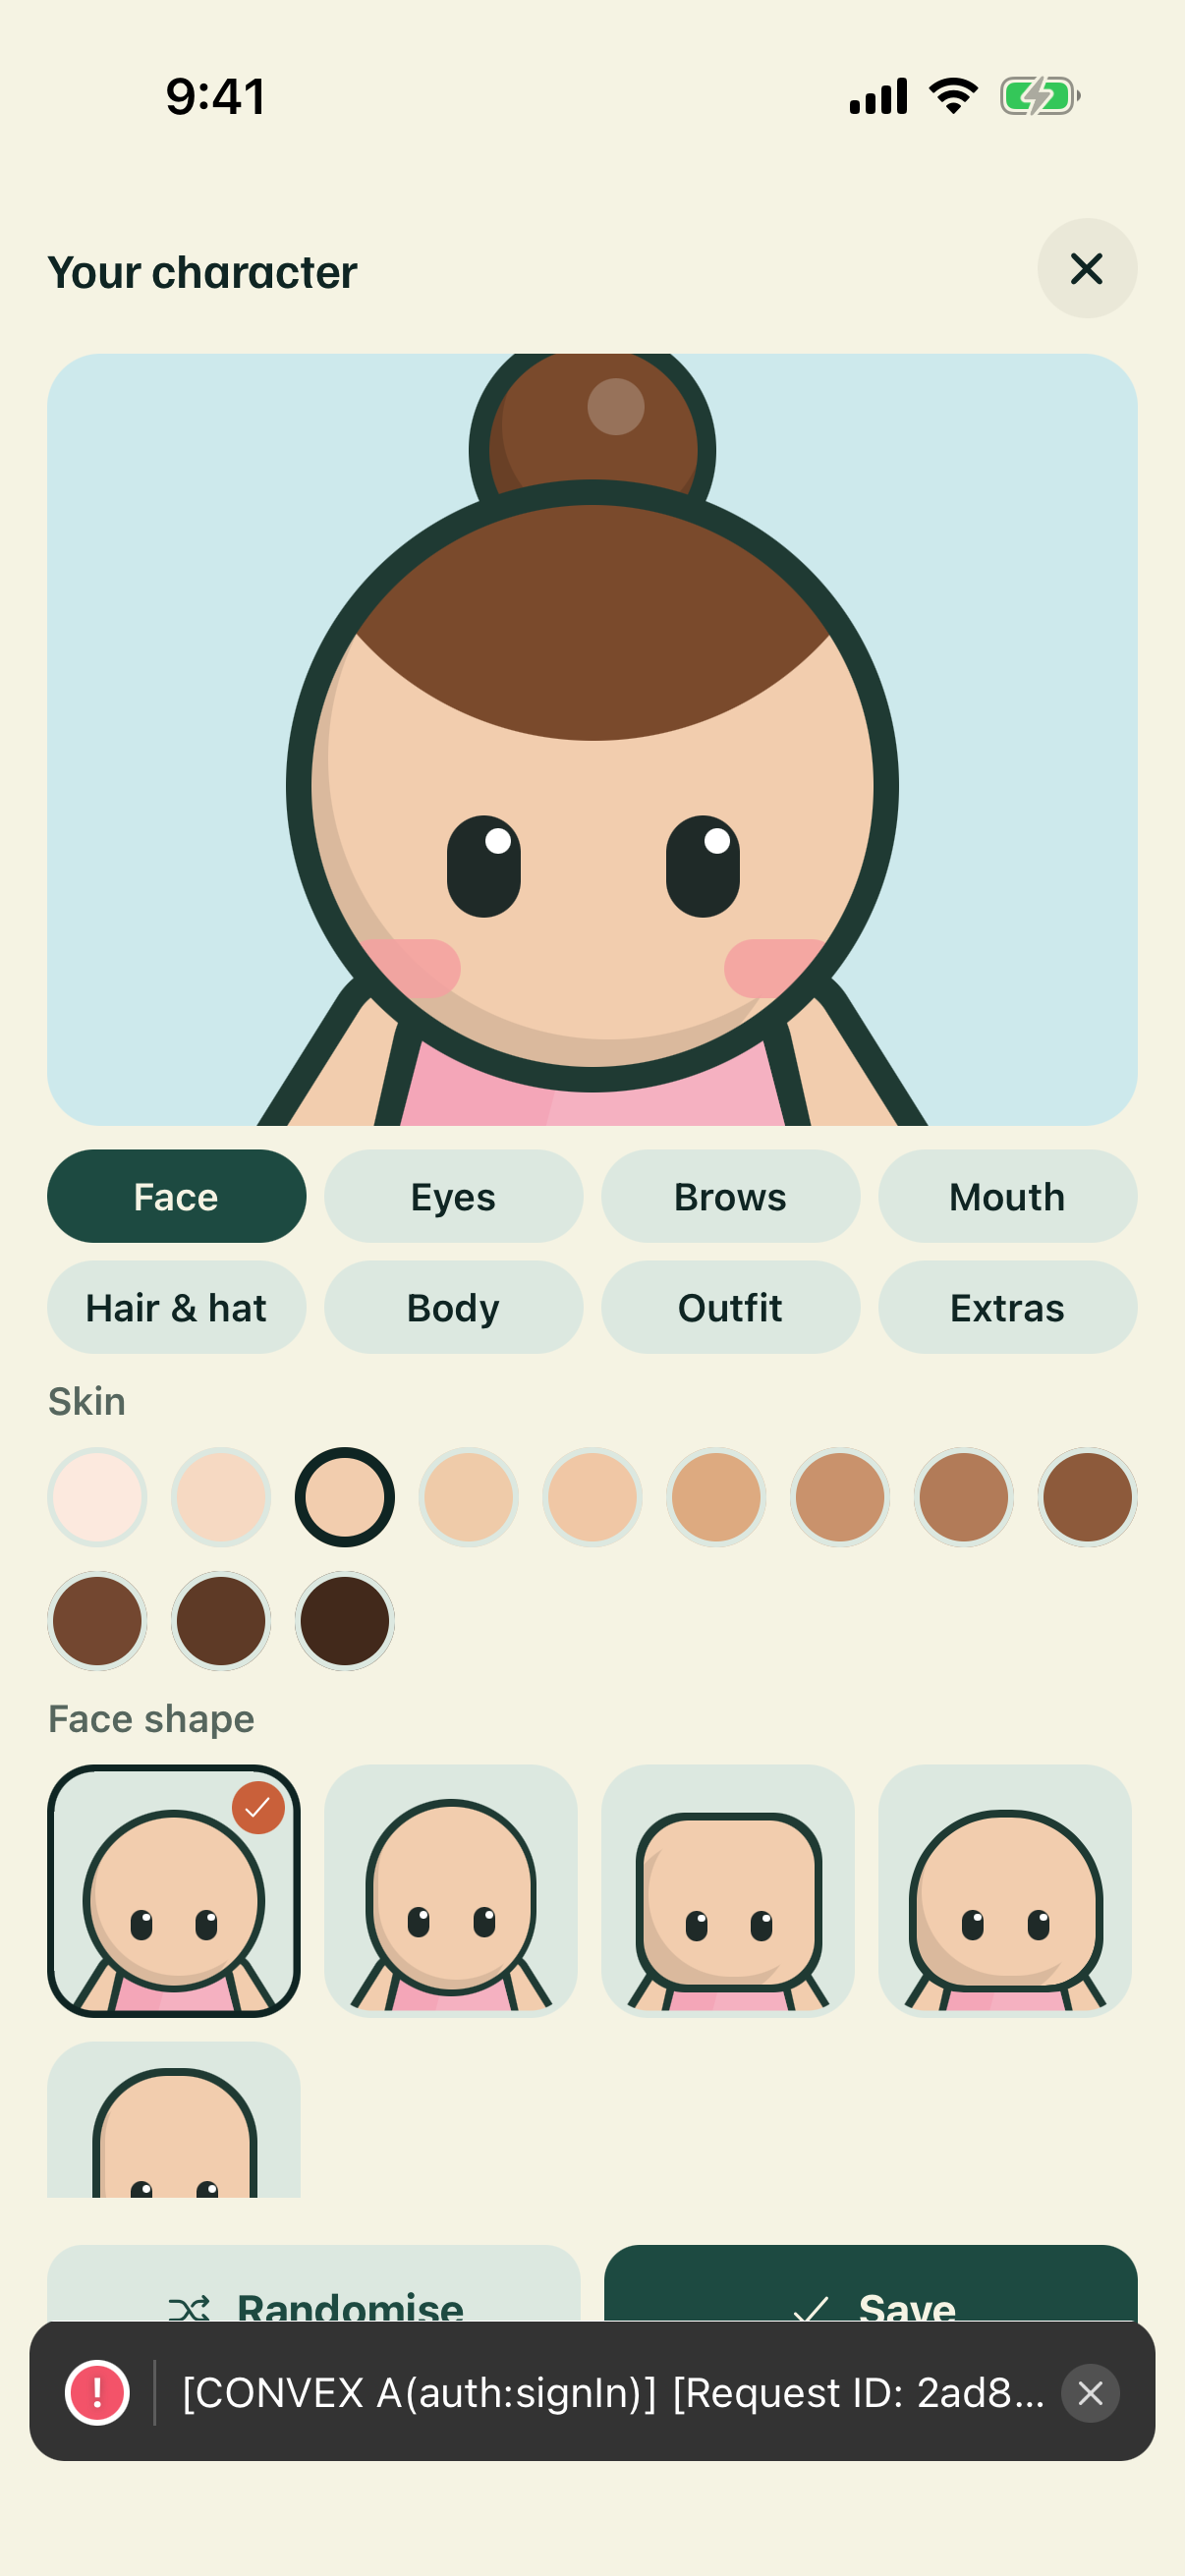 9:41
Your character
Face
Eyes
Brows
Mouth
Hair & hat
Body
Outfit
Extras
Skin
Face shape
Randomise
Save
! [CONVEX A(auth:signIn)] [Request ID: 2ad8...